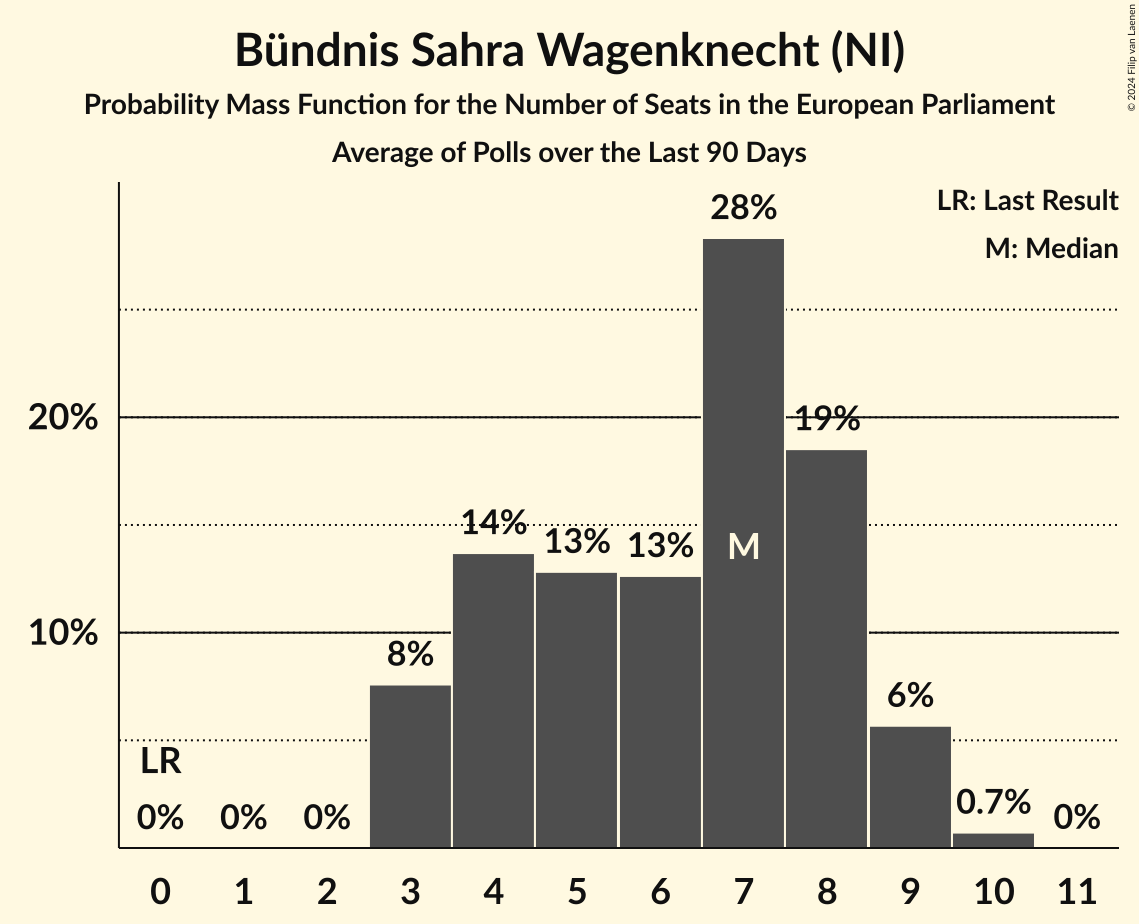 Bündnis Sahra Wagenknecht (NI)
Probability Mass Function for the Number of Seats in the European Parliament
Average of Polls over the Last 90 Days
© 2024 Filip van Laenen
LR: Last Result
M: Median
28%
20%
19%
14%
13%
13%
M
10%
8%
6%
LR
0%
0%
0%
0.7%
0%
0 1 2 3 4 5 6 7 8 9 10 11